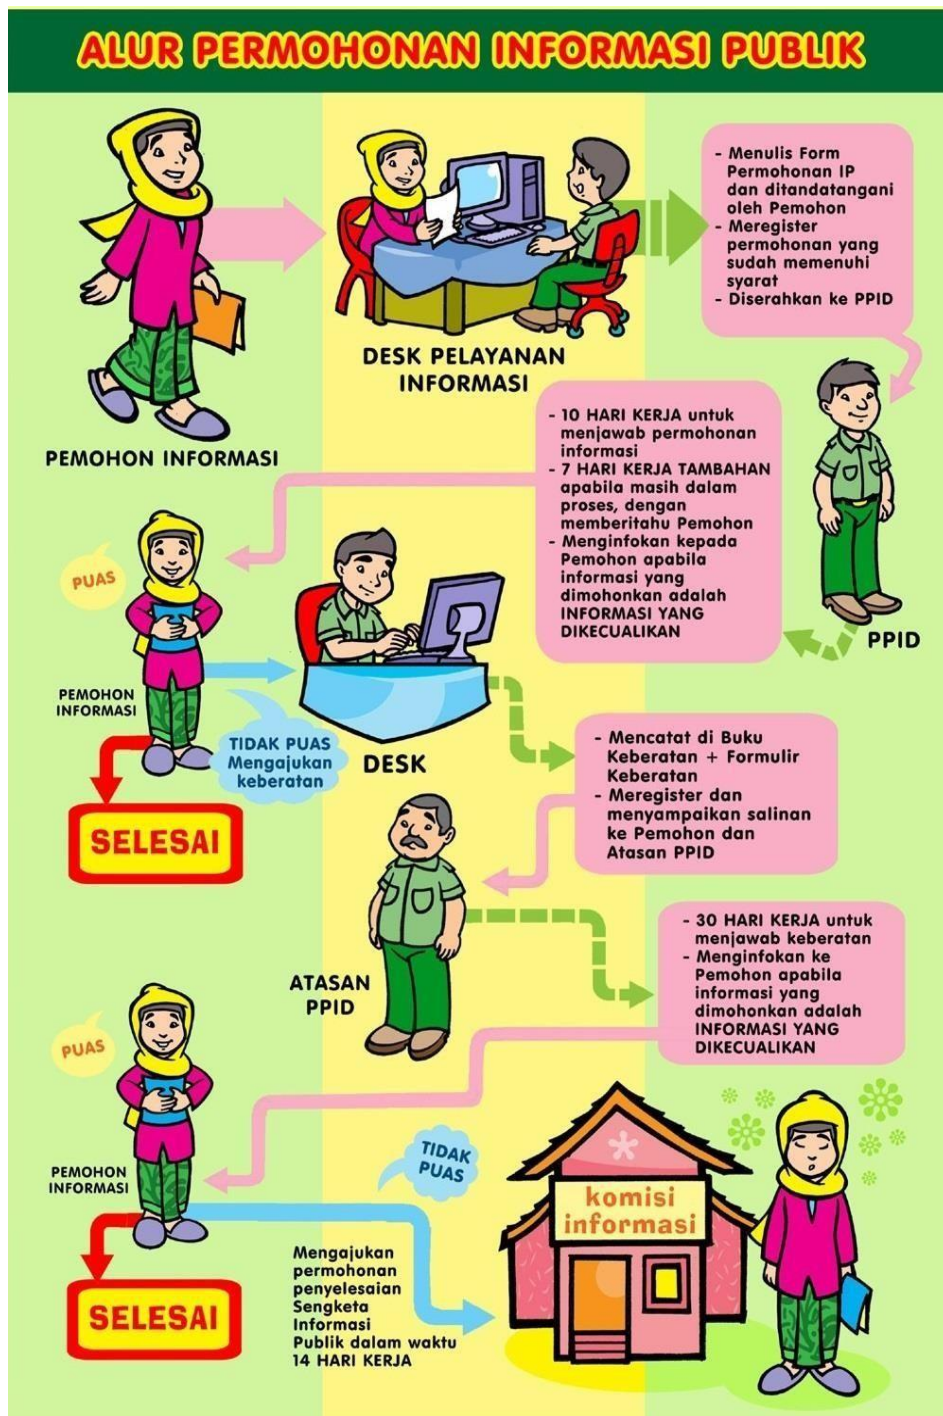 ALUR PERMOHONAN INFORMASI PUBLIK
PEMOHON INFORMASI
DESK PELAYANAN
INFORMASI
- Menulis Form
Permohonan IP
dan ditandatangani
oleh Pemohon
- Meregister
permohonan yang
sudah memenuhi
syarat
- Diserahkan ke PPID
PPID
- 10 HARI KERJA untuk
menjawab permohonan
informasi
- 7 HARI KERJA TAMBAHAN
apabila masih dalam
proses, dengan
memberitahu Pemohon
- Menginfokan kepada
Pemohon apabila
informasi yang
dimohonkan adalah
INFORMASI YANG
DIKECUALIKAN
PUAS
PEMOHON
INFORMASI
TIDAK PUAS
Mengajukan
keberatan
SELESAI
DESK
- Mencatat di Buku
Keberatan + Formulir
Keberatan
- Meregister dan
menyampaikan salinan
ke Pemohon dan
Atasan PPID
ATASAN
PPID
- 30 HARI KERJA untuk
menjawab keberatan
- Menginfokan ke
Pemohon apabila
informasi yang
dimohonkan adalah
INFORMASI YANG
DIKECUALIKAN
PUAS
PEMOHON
INFORMASI
SELESAI
TIDAK
PUAS
Mengajukan
permohonan
penyelesaian
Sengketa
Informasi
Publik dalam waktu
14 HARI KERJA
komisi
informasi